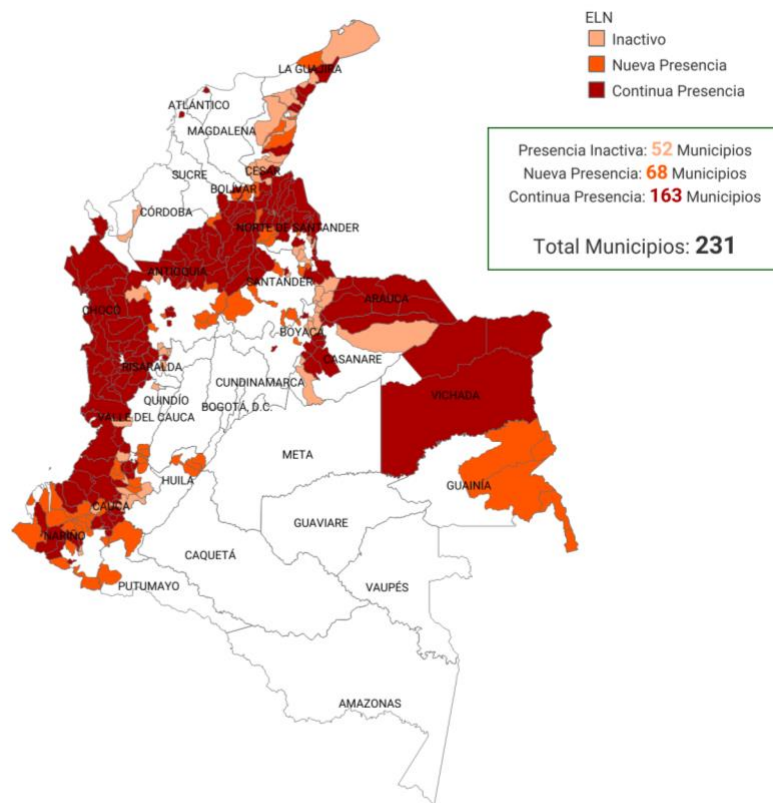 ELN
Inactivo
Nueva Presencia
Continua Presencia
Presencia Inactiva: 52 Municipios
Nueva Presencia: 68 Municipios
Continua Presencia: 163 Municipios
Total Municipios: 231
LA GUAJIRA
ATLÁNTICO
MAGDALENA
CESAR
SUCRE
BOLÍVAR
CÓRDOBA
NORTE DE SANTANDER
ANTIOQUIA
SANTANDER
ARAUCA
CHOCÓ
BOYACÁ
CASANARE
RISARALDA
CUNDINAMARCA
VICHADA
QUINDÍO
BOGOTÁ, D.C.
VALLE DEL CAUCA
META
HUILA
GUAINÍA
CAUCA
GUAVIARE
NARIÑO
CAQUETÁ
PUTUMAYO
VAUPÉS
AMAZONAS